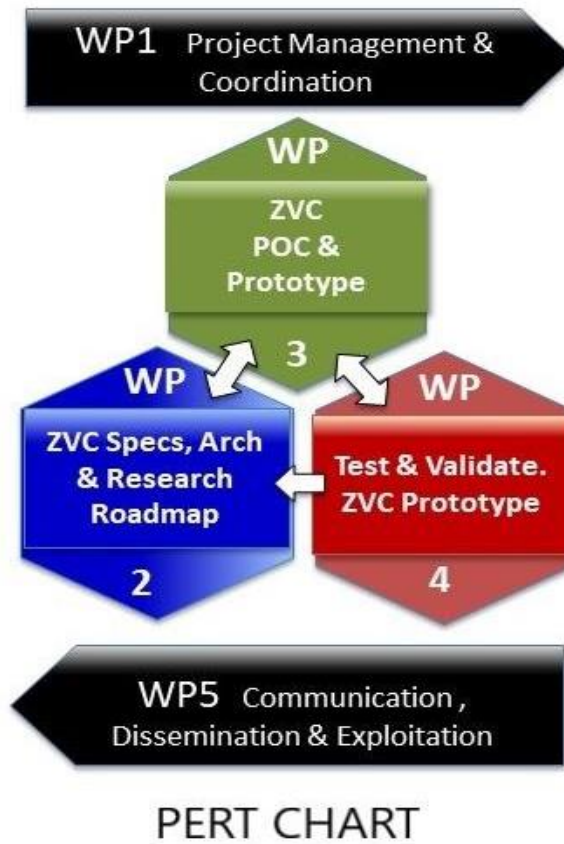 WP1 Project Management &
Coordination
WP
ZVC
POC &
Prototype
3
WP
ZVC Specs, Arch
& Research
Roadmap
2
WP
Test & Validate.
ZVC Prototype
4
WP5 Communication ,
Dissemination & Exploitation
PERT CHART